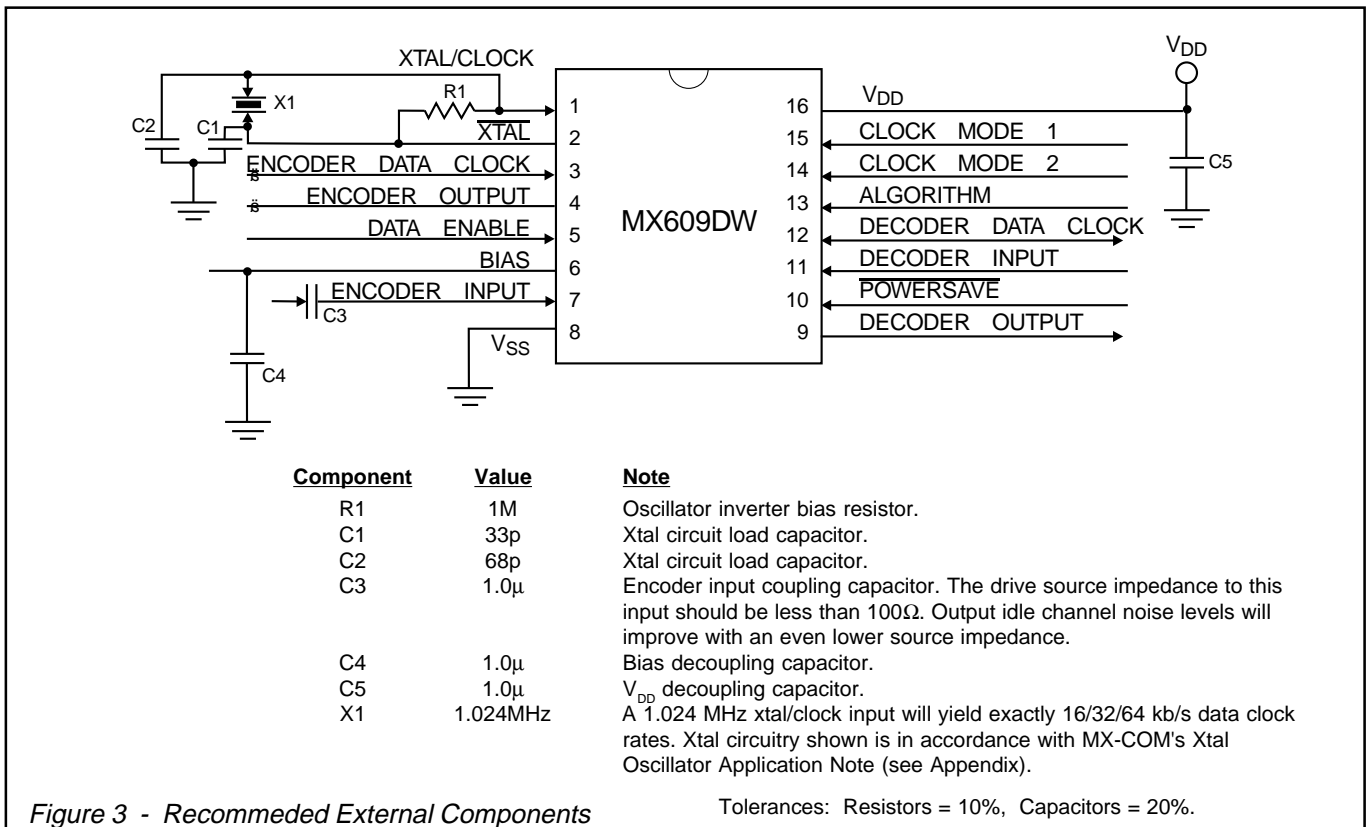 XTAL/CLOCK
R1
X1
C2
C1
XTAL
ENCODER DATA CLOCK
ENCODER OUTPUT
DATA ENABLE
BIAS
ENCODER INPUT
C3
VSS
C4
1
2
3
4
5
6
7
8
MX609DW
16
15
14
13
12
11
10
9
VDD
CLOCK MODE 1
CLOCK MODE 2
ALGORITHM
DECODER DATA CLOCK
DECODER INPUT
POWERSAVE
DECODER OUTPUT
VDD
C5
Component Value Note
R1 1M Oscillator inverter bias resistor.
C1 33p Xtal circuit load capacitor.
C2 68p Xtal circuit load capacitor.
C3 1.0µ Encoder input coupling capacitor. The drive source impedance to this
input should be less than 100Ω. Output idle channel noise levels will
improve with an even lower source impedance.
C4 1.0µ Bias decoupling capacitor.
C5 1.0µ VDD decoupling capacitor.
X1 1.024MHz A 1.024 MHz xtal/clock input will yield exactly 16/32/64 kb/s data clock
rates. Xtal circuitry shown is in accordance with MX-COM's Xtal
Oscillator Application Note (see Appendix).
Figure 3 - Recommeded External Components
Tolerances: Resistors = 10%, Capacitors = 20%.